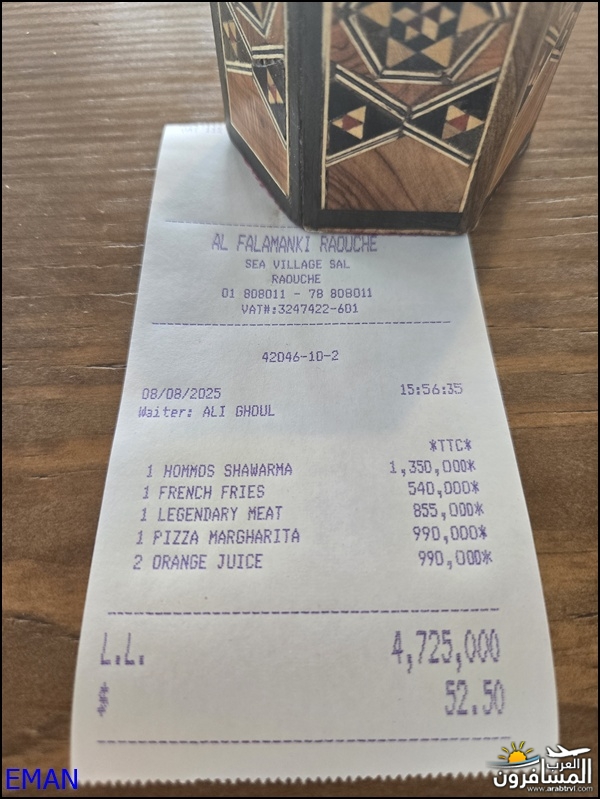 AL FALAMANKI RAOUCHE
SEA VILLAGE SAL
RAOUCHE
01 808011 - 78 808011
VAT#:3247422-601
42046-10-2
08/08/2025 15:56:35
Waiter: ALI GHOUL
*TTC*
1 HOMMOS SHAWARMA 1,350,000*
1 FRENCH FRIES 540,000*
1 LEGENDARY MEAT 855,000*
1 PIZZA MARGHARITA 990,000*
2 ORANGE JUICE 990,000*
L.L. 4,725,000
$ 52.50
EMAN
العرب
المسافرون
www.arabtrvl.com